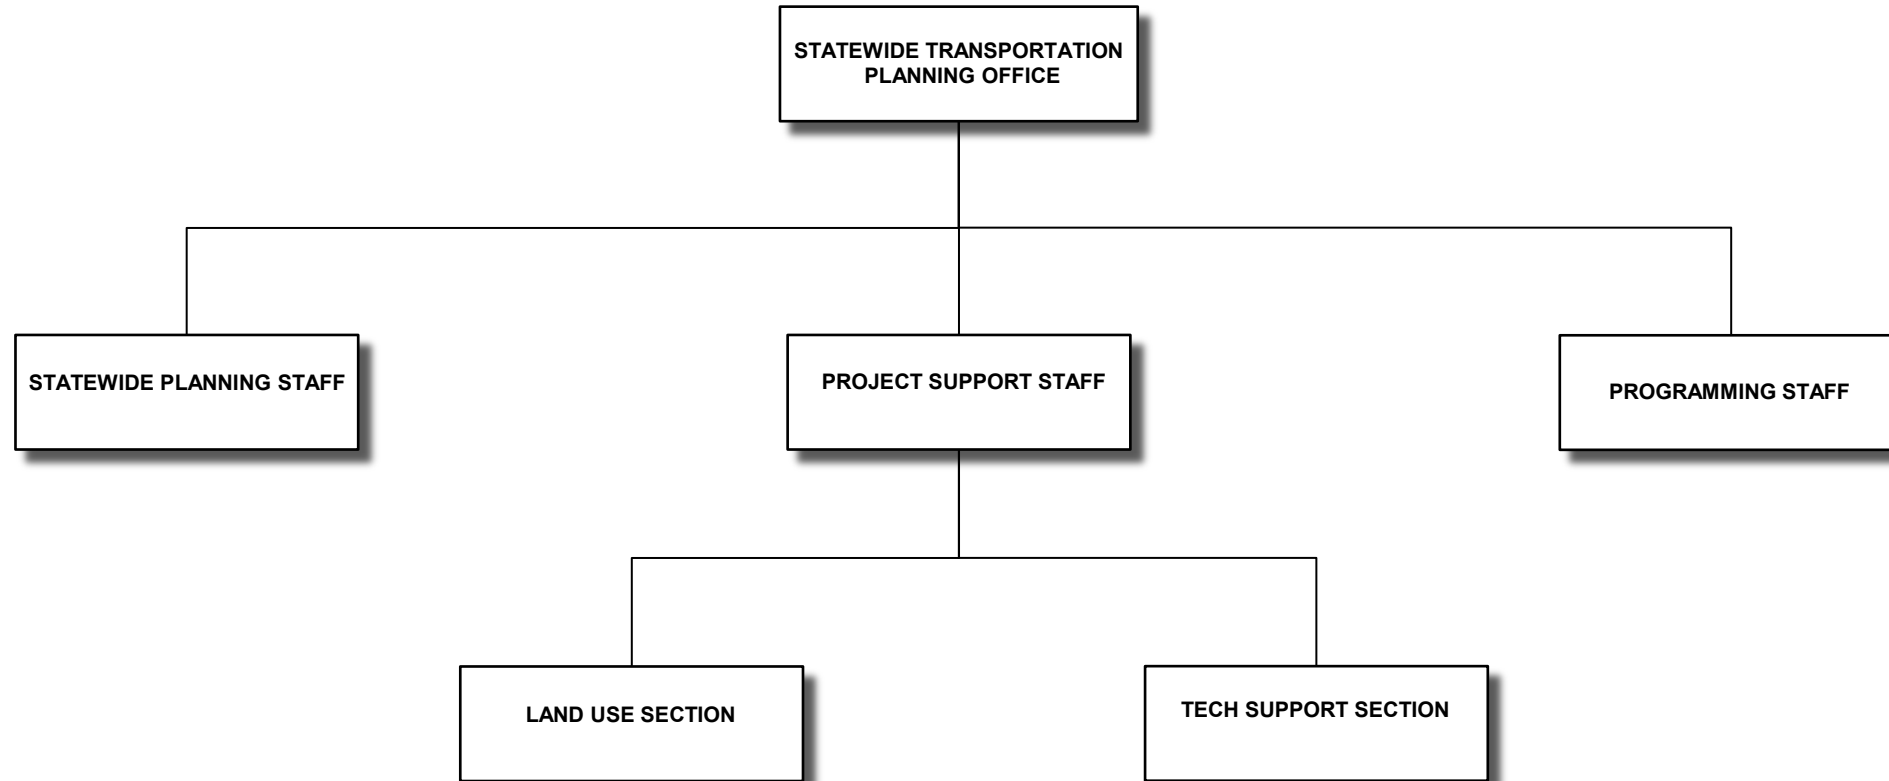 STATEWIDE TRANSPORTATION
PLANNING OFFICE
STATEWIDE PLANNING STAFF
PROJECT SUPPORT STAFF
PROGRAMMING STAFF
LAND USE SECTION
TECH SUPPORT SECTION